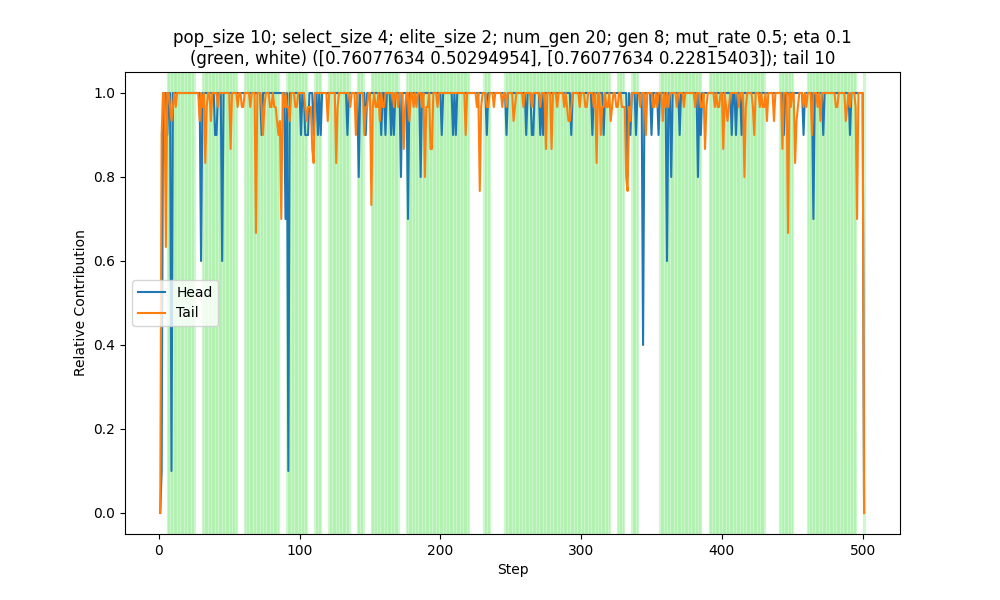 pop_size 10; select_size 4; elite_size 2; num_gen 20; gen 8; mut_rate 0.5; eta 0.1
(green, white) ([0.76077634 0.50294954], [0.76077634 0.22815403]); tail 10
1.0
0.8
0.6
0.4
0.2
0.0
Relative Contribution
Head
Tail
0
100
200
300
400
500
Step